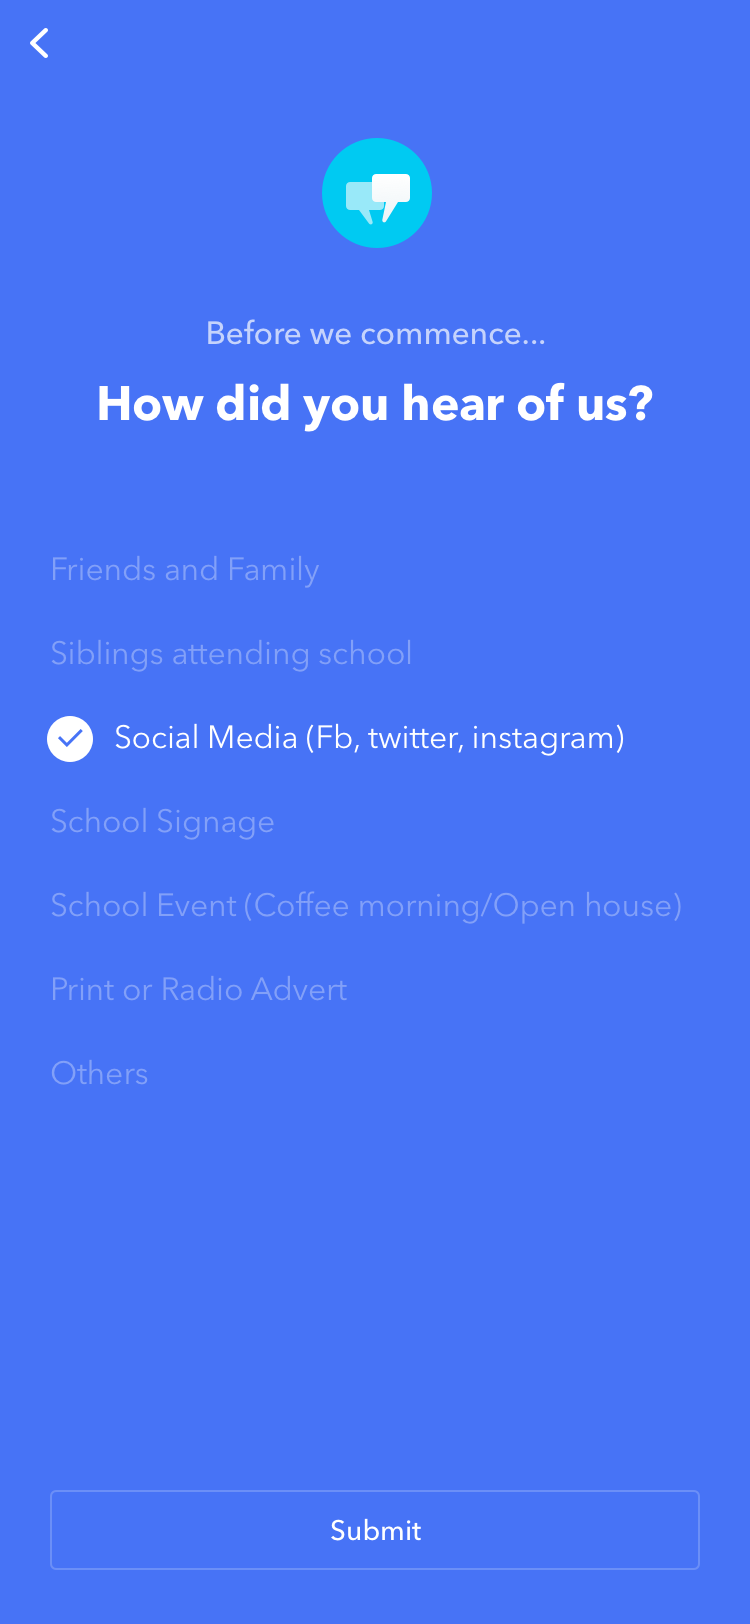 Before we commence...
How did you hear of us?
Friends and Family
Siblings attending school
Social Media (Fb, twitter, instagram)
School Signage
School Event (Coffee morning/Open house)
Print or Radio Advert
Others
Submit